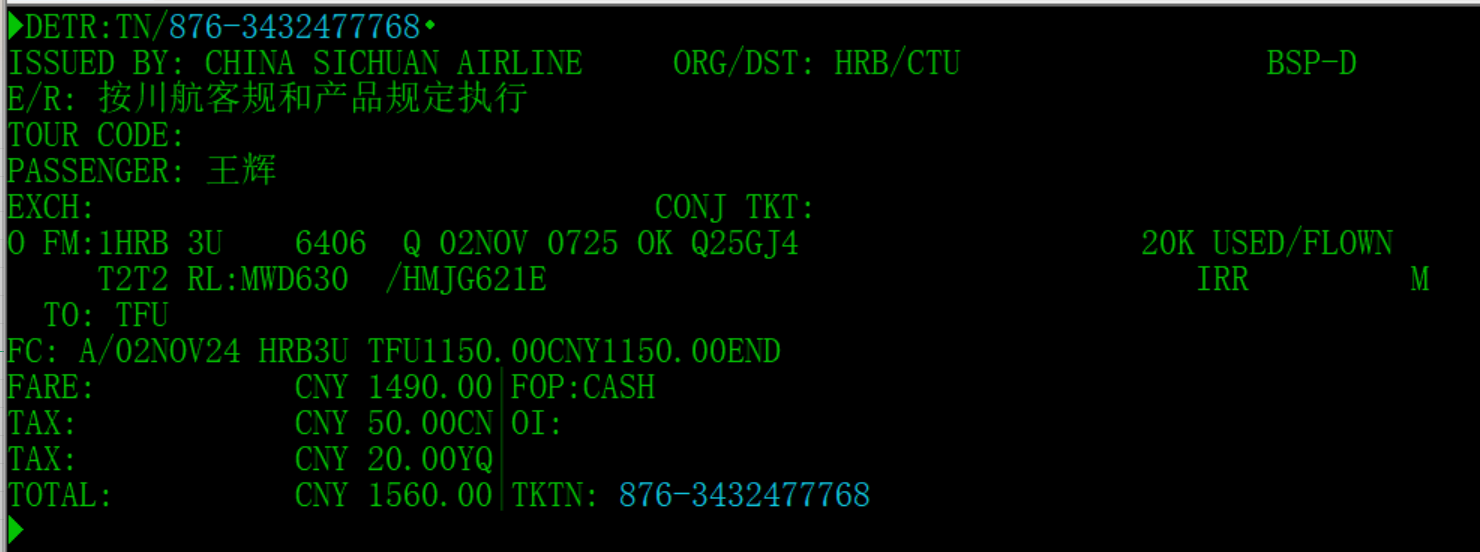 DETR:TN/876-3432477768
ISSUED BY: CHINA SICHUAN AIRLINE ORG/DST: HRB/CTU BSP-D
E/R: 按川航客规和产品规定执行
TOUR CODE:
PASSENGER: 王辉
EXCH: CONJ TKT:
O FM:1HRB 3U 6406 Q 02NOV 0725 OK Q25GJ4 20K USED/FLOWN
T2T2 RL:MWD630 /HMJG621E IRR M
TO: TFU
FC: A/02NOV24 HRB3U TFU1150.00CNY1150.00END
FARE: CNY 1490.00 FOP:CASH
TAX: CNY 50.00CN OI:
TAX: CNY 20.00YQ
TOTAL: CNY 1560.00 TKTN: 876-3432477768